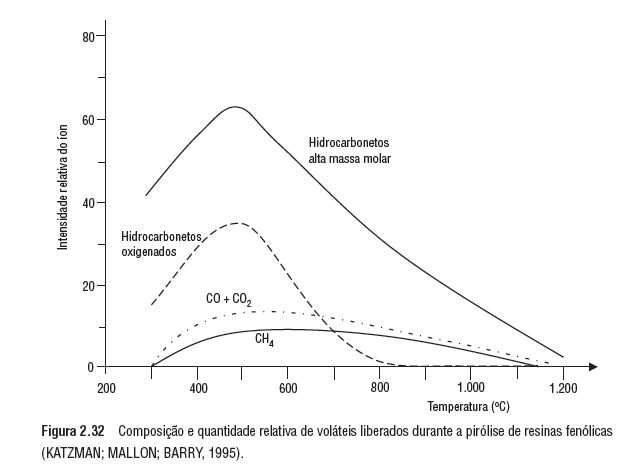 80
60
40
20
0
Intensidade relativa do íon
Hidrocarbonetos
alta massa molar
Hidrocarbonetos
oxigenados
CO + CO₂
CH₄
200 400 600 800 1.000 1.200
Temperatura (ºC)
Figura 2.32 Composição e quantidade relativa de voláteis liberados durante a pirólise de resinas fenólicas
(KATZMAN; MALLON; BARRY, 1995).